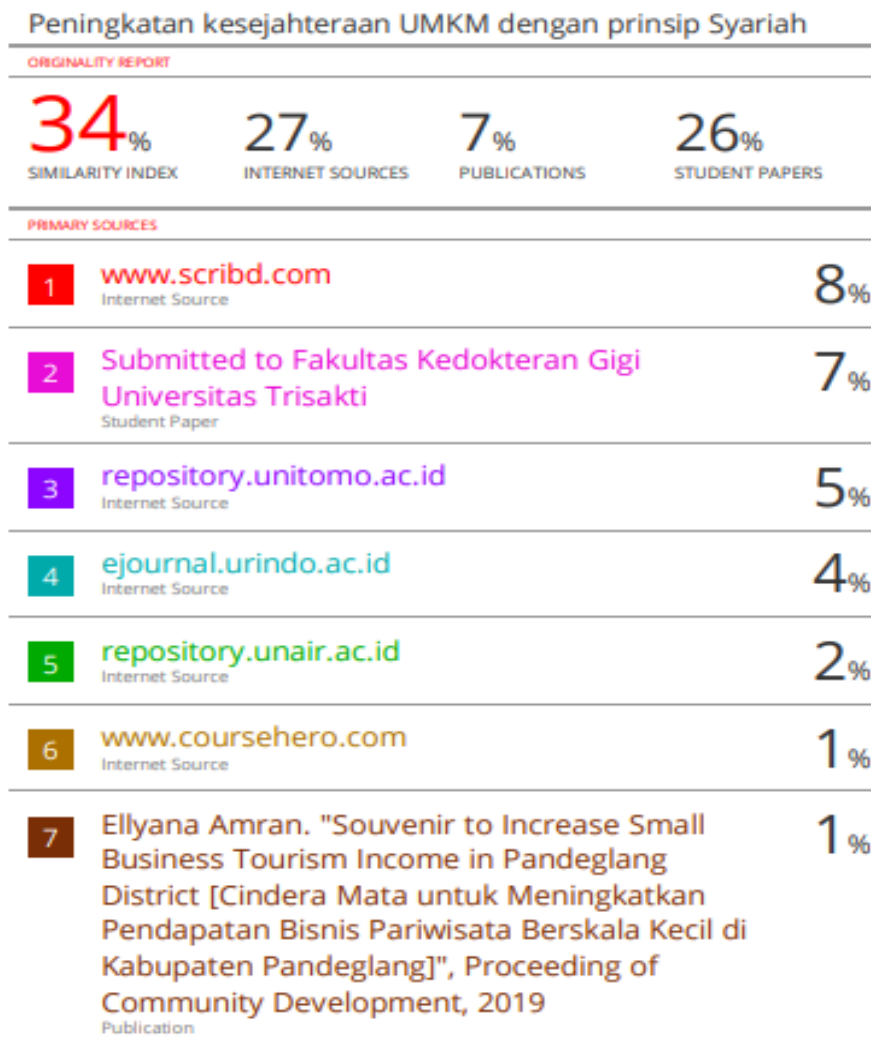 Peningkatan kesejahteraan UMKM dengan prinsip Syariah
ORIGINALITY REPORT
34% 27% 7% 26%
SIMILARITY INDEX INTERNET SOURCES PUBLICATIONS STUDENT PAPERS
PRIMARY SOURCES
1 www.scribd.com 8%
Internet Source
2 Submitted to Fakultas Kedokteran Gigi 7%
Universitas Trisakti
Student Paper
3 repository.unitomo.ac.id 5%
Internet Source
4 ejournal.urindo.ac.id 4%
Internet Source
5 repository.unair.ac.id 2%
Internet Source
6 www.coursehero.com 1%
Internet Source
7 Ellyana Amran. "Souvenir to Increase Small 1%
Business Tourism Income in Pandeglang
District [Cindera Mata untuk Meningkatkan
Pendapatan Bisnis Pariwisata Berskala Kecil di
Kabupaten Pandeglang]", Proceeding of
Community Development, 2019
Publication